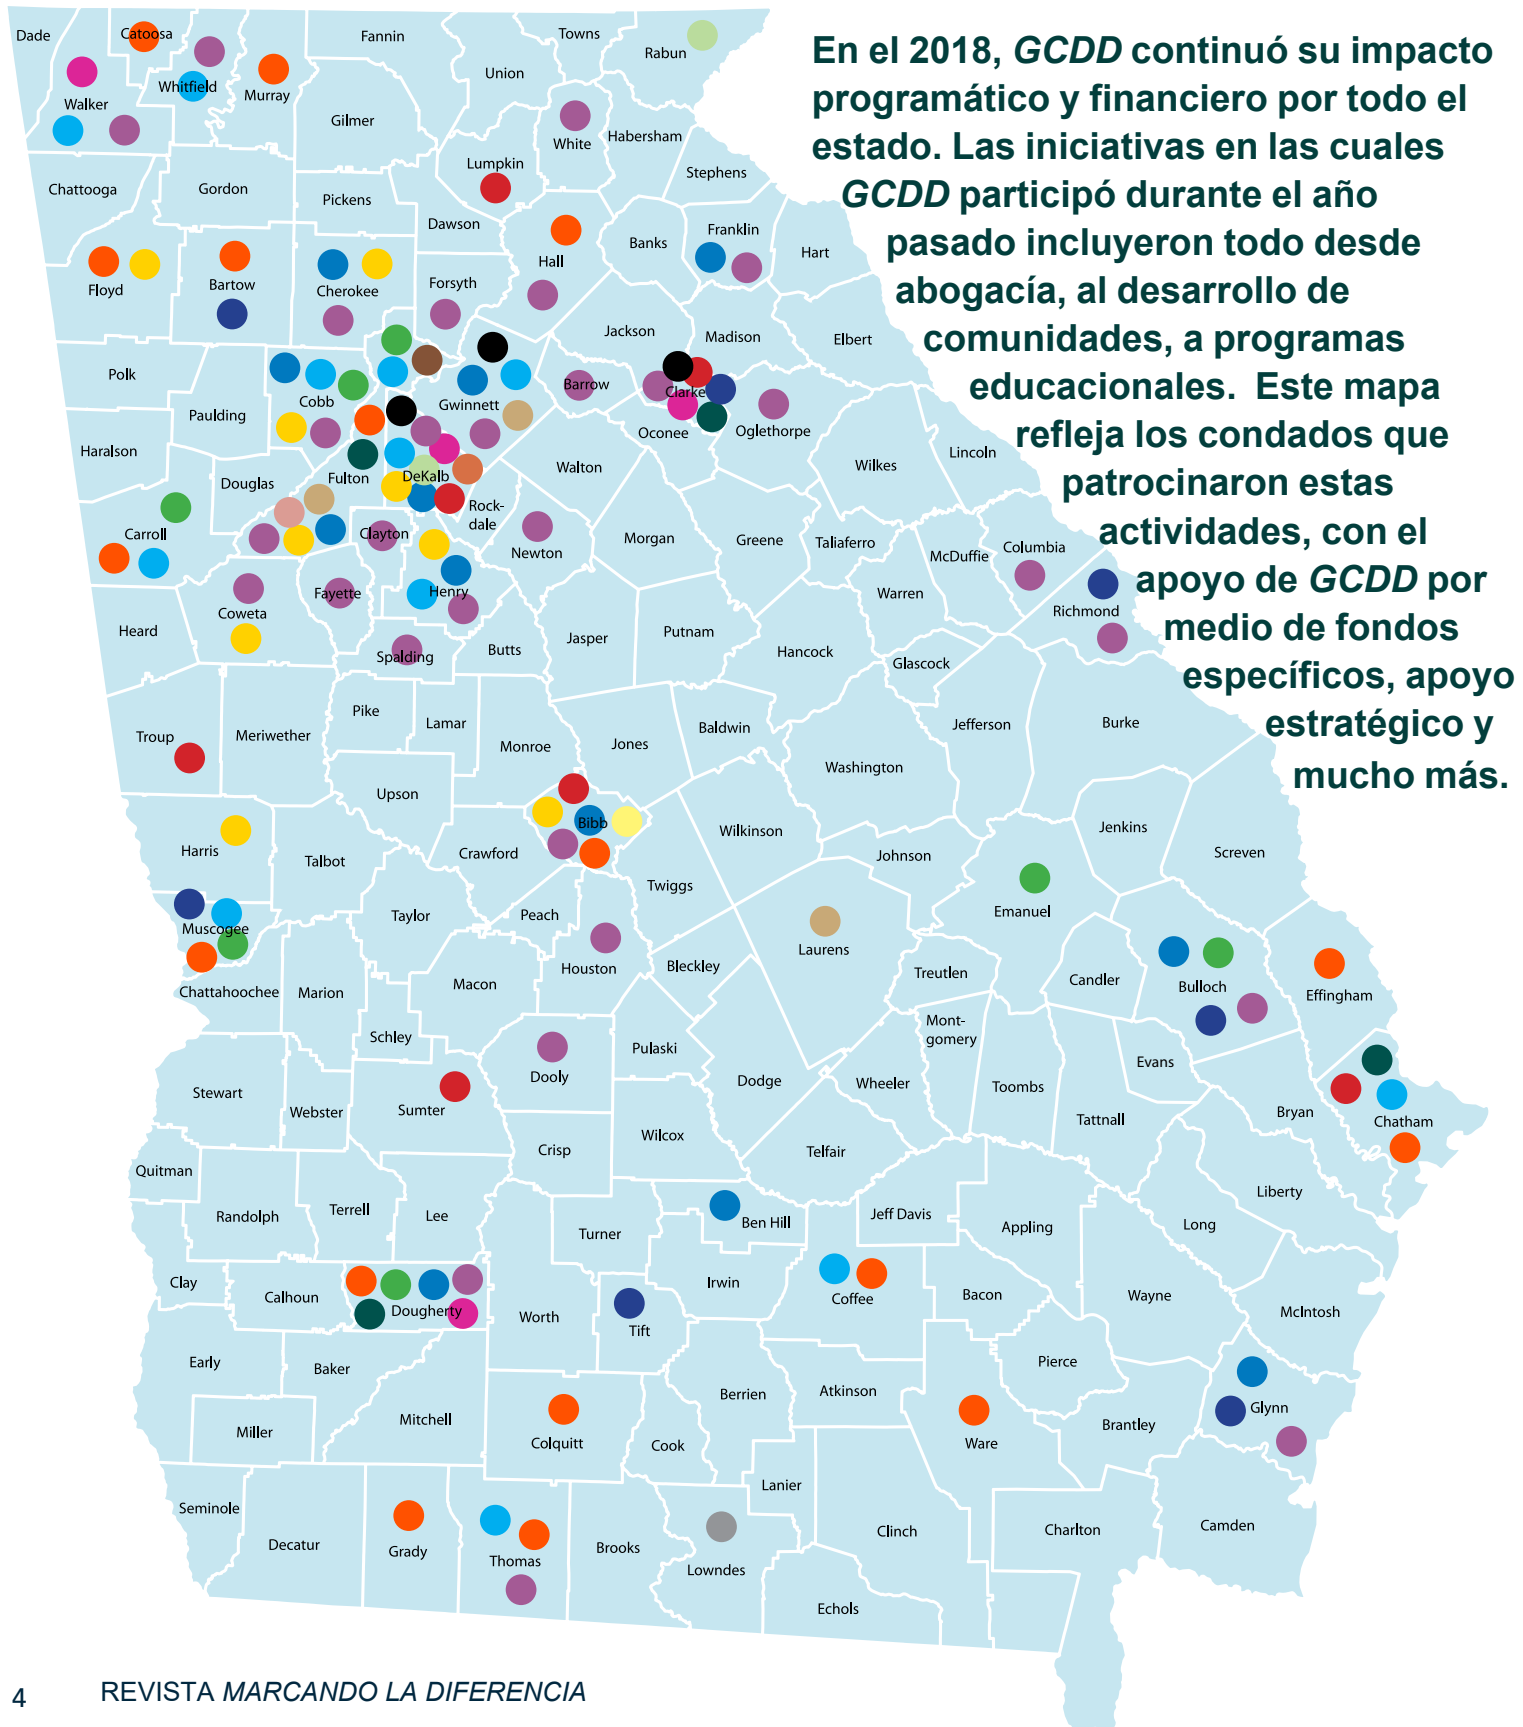 En el 2018, GCDD continuó su impacto
programático y financiero por todo el
estado. Las iniciativas en las cuales
GCDD participó durante el año
pasado incluyeron todo desde
abogacía, al desarrollo de
comunidades, a programas
educacionales. Este mapa
refleja los condados que
patrocinaron estas
actividades, con el
apoyo de GCDD por
medio de fondos
específicos, apoyo
estratégico y
mucho más.
Dade
Catoosa
Fannin
Towns
Rabun
Union
Whitfield
Murray
Walker
Gilmer
White
Habersham
Lumpkin
Stephens
Chattooga
Gordon
Pickens
Dawson
Banks
Franklin
Hart
Hall
Floyd
Bartow
Cherokee
Forsyth
Jackson
Madison
Elbert
Polk
Cobb
Gwinnett
Barrow
Clarke
Paulding
Oconee
Oglethorpe
Haralson
Fulton
DeKalb
Walton
Wilkes
Lincoln
Douglas
Rock-
dale
Carroll
Clayton
Newton
Morgan
Greene
Taliaferro
McDuffie
Columbia
Coweta
Fayette
Henry
Warren
Richmond
Heard
Spalding
Butts
Jasper
Putnam
Hancock
Glascock
Troup
Meriwether
Pike
Lamar
Monroe
Jones
Baldwin
Jefferson
Burke
Washington
Upson
Bibb
Wilkinson
Jenkins
Harris
Talbot
Crawford
Johnson
Screven
Twiggs
Taylor
Peach
Emanuel
Muscogee
Laurens
Houston
Bleckley
Treutlen
Candler
Bulloch
Effingham
Chattahoochee
Marion
Macon
Schley
Mont-
gomery
Pulaski
Evans
Dooly
Dodge
Wheeler
Toombs
Stewart
Webster
Sumter
Tattnall
Bryan
Chatham
Wilcox
Crisp
Telfair
Quitman
Liberty
Randolph
Terrell
Lee
Turner
Ben Hill
Jeff Davis
Appling
Long
Clay
Calhoun
Dougherty
Irwin
Coffee
Bacon
Wayne
McIntosh
Worth
Tift
Early
Baker
Pierce
Berrien
Atkinson
Glynn
Miller
Mitchell
Colquitt
Cook
Ware
Brantley
Lanier
Seminole
Decatur
Grady
Thomas
Brooks
Lowndes
Clinch
Charlton
Camden
Echols
4 REVISTA MARCANDO LA DIFERENCIA